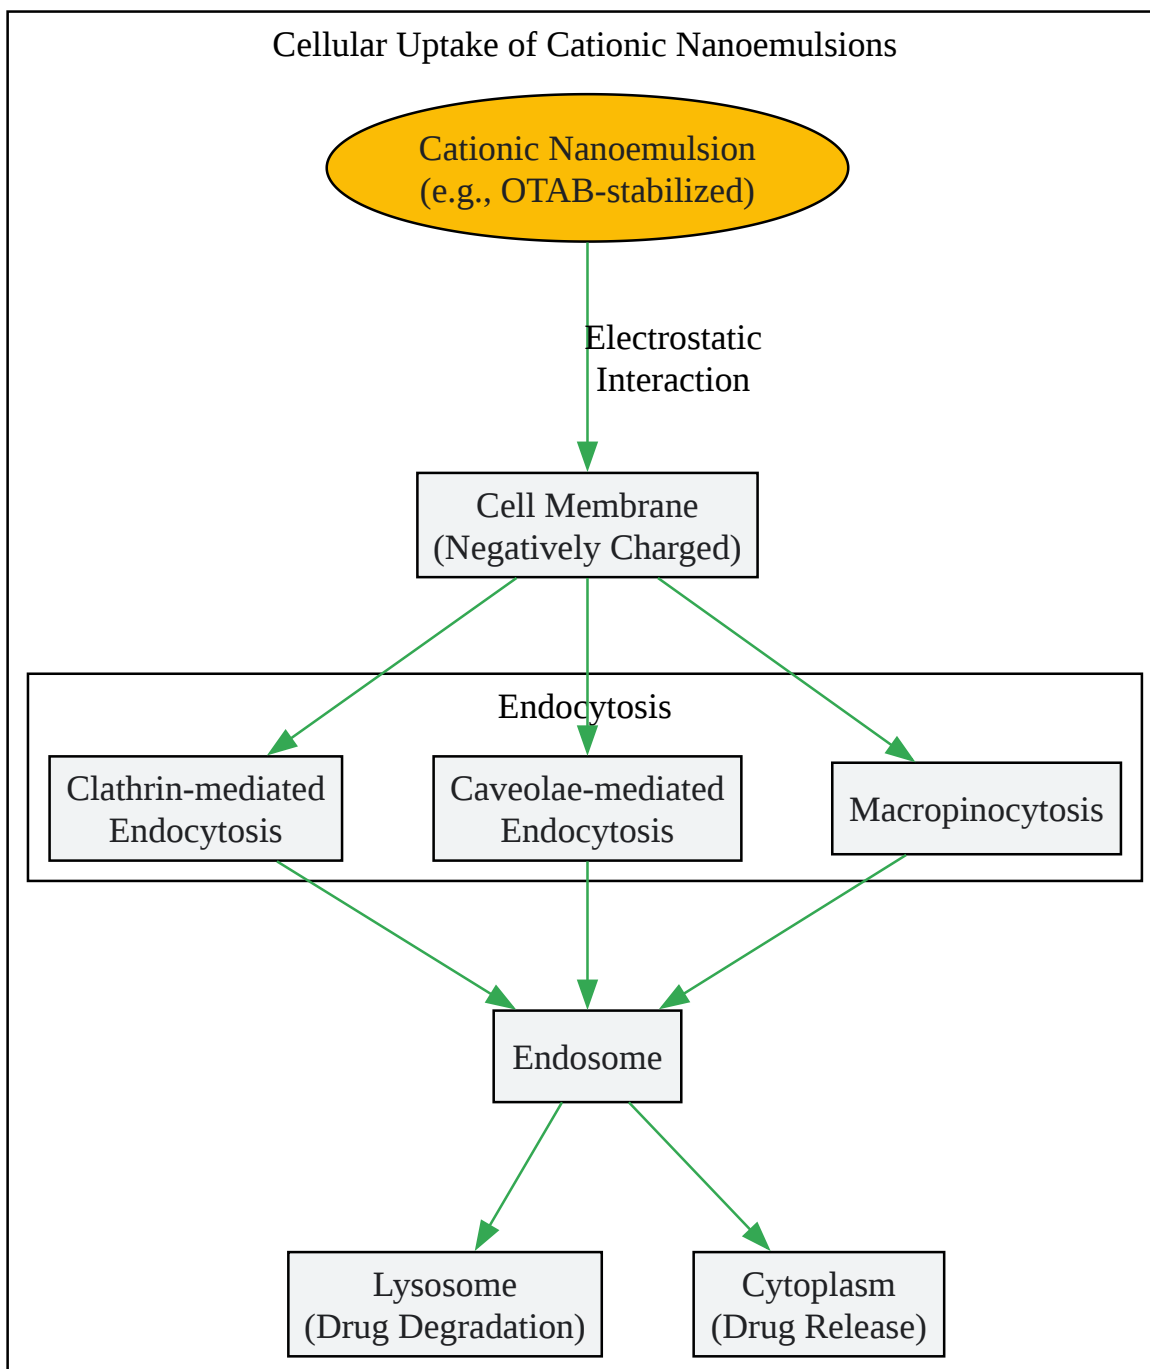 Cellular Uptake of Cationic Nanoemulsions
Cationic Nanoemulsion
(e.g., OTAB-stabilized)
Electrostatic
Interaction
Cell Membrane
(Negatively Charged)
Endocytosis
Clathrin-mediated
Endocytosis
Caveolae-mediated
Endocytosis
Macropinocytosis
Endosome
Lysosome
(Drug Degradation)
Cytoplasm
(Drug Release)